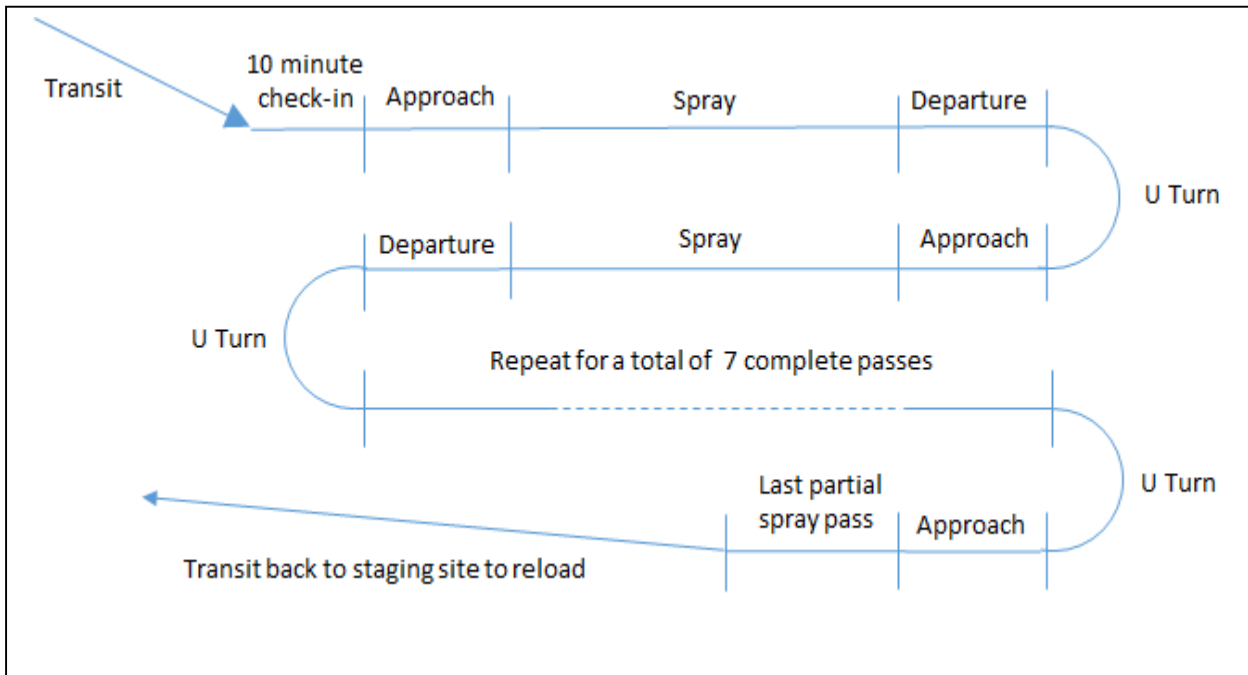 Transit
10 minute
check-in
Approach
Spray
Departure
U Turn
Departure
Spray
Approach
U Turn
Repeat for a total of 7 complete passes
Last partial
spray pass
Approach
U Turn
Transit back to staging site to reload